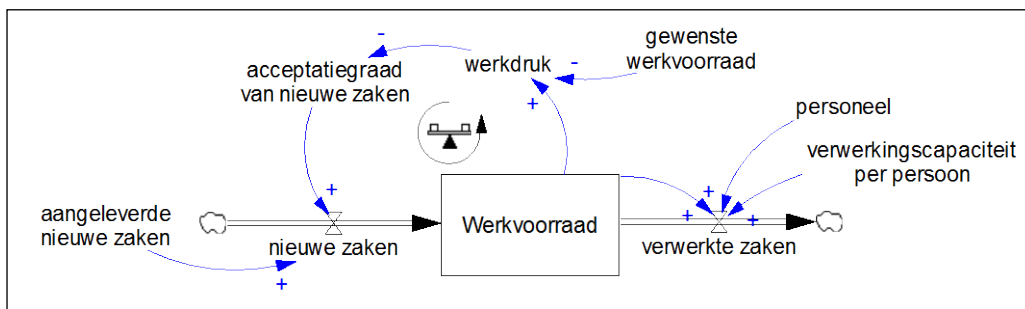 -
-
gewenste
werkvoorraad
werkdruk
acceptatiegraad
van nieuwe zaken
+
personeel
verwerkingscapaciteit
per persoon
+
+
+
+
aangeleverde
nieuwe zaken
nieuwe zaken
Werkvoorraad
verwerkte zaken
+